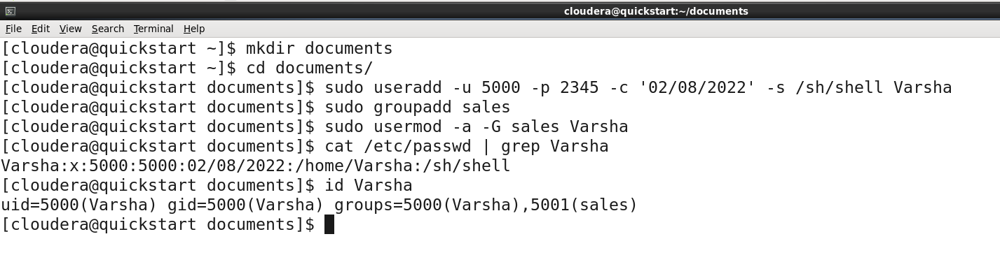 cloudera@quickstart:~/documents
File Edit View Search Terminal Help
[cloudera@quickstart ~]$ mkdir documents
[cloudera@quickstart ~]$ cd documents/
[cloudera@quickstart documents]$ sudo useradd -u 5000 -p 2345 -c '02/08/2022' -s /sh/shell Varsha
[cloudera@quickstart documents]$ sudo groupadd sales
[cloudera@quickstart documents]$ sudo usermod -a -G sales Varsha
[cloudera@quickstart documents]$ cat /etc/passwd | grep Varsha
Varsha:x:5000:5000:02/08/2022:/home/Varsha:/sh/shell
[cloudera@quickstart documents]$ id Varsha
uid=5000(Varsha) gid=5000(Varsha) groups=5000(Varsha),5001(sales)
[cloudera@quickstart documents]$